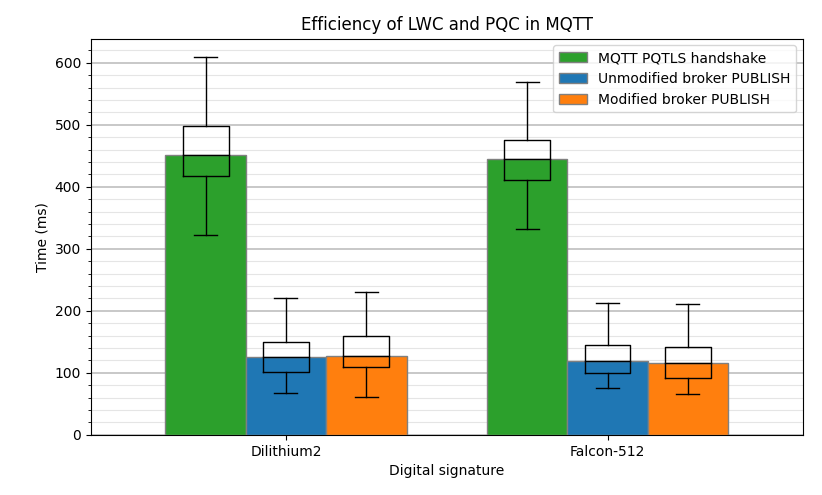 Efficiency of LWC and PQC in MQTT
MQTT PQTLS handshake
Unmodified broker PUBLISH
Modified broker PUBLISH
Time (ms)
600
500
400
300
200
100
0
Dilithium2
Falcon-512
Digital signature